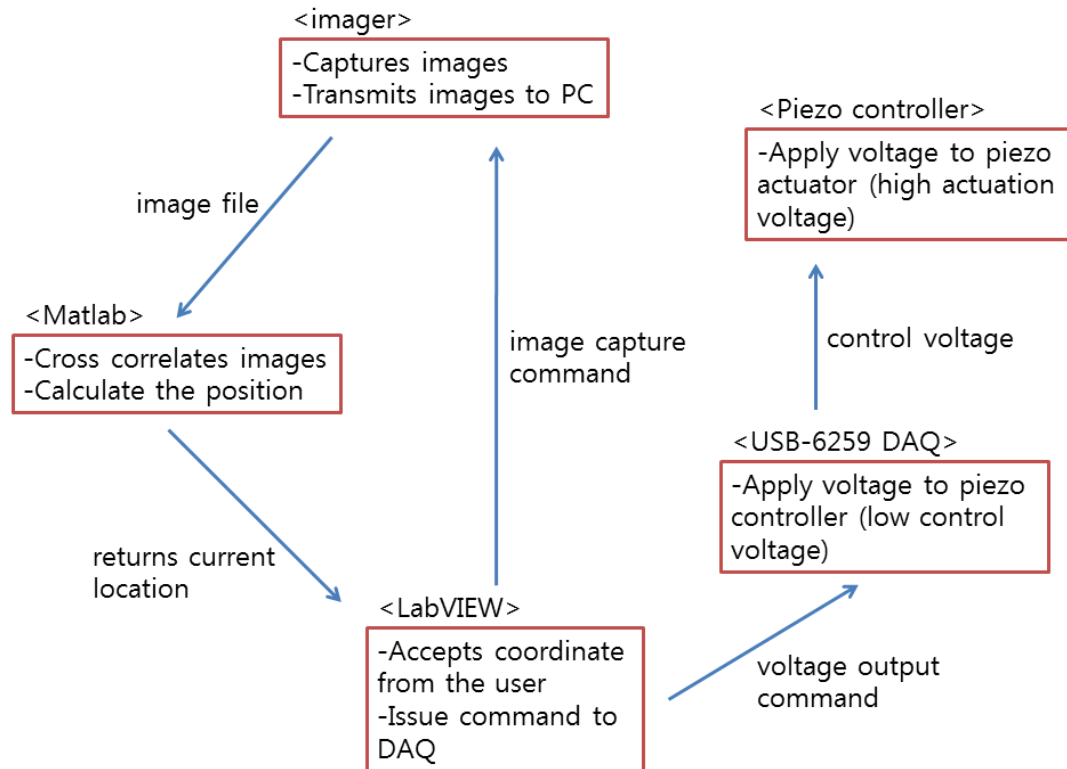 <imager>
-Captures images
-Transmits images to PC
<Piezo controller>
-Apply voltage to piezo
actuator (high actuation
voltage)
image file
<Matlab>
-Cross correlates images
-Calculate the position
image capture
command
control voltage
<USB-6259 DAQ>
-Apply voltage to piezo
controller (low control
voltage)
returns current
location
<LabVIEW>
-Accepts coordinate
from the user
-Issue command to
DAQ
voltage output
command